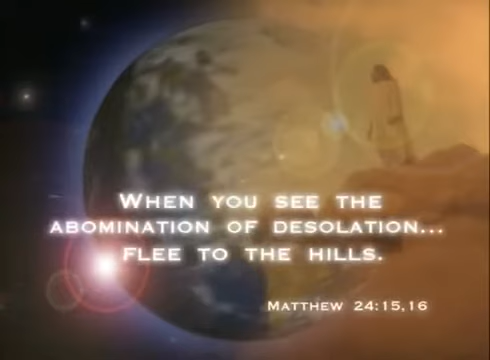 When you see the
abomination of desolation...
flee to the hills.
Matthew 24:15,16